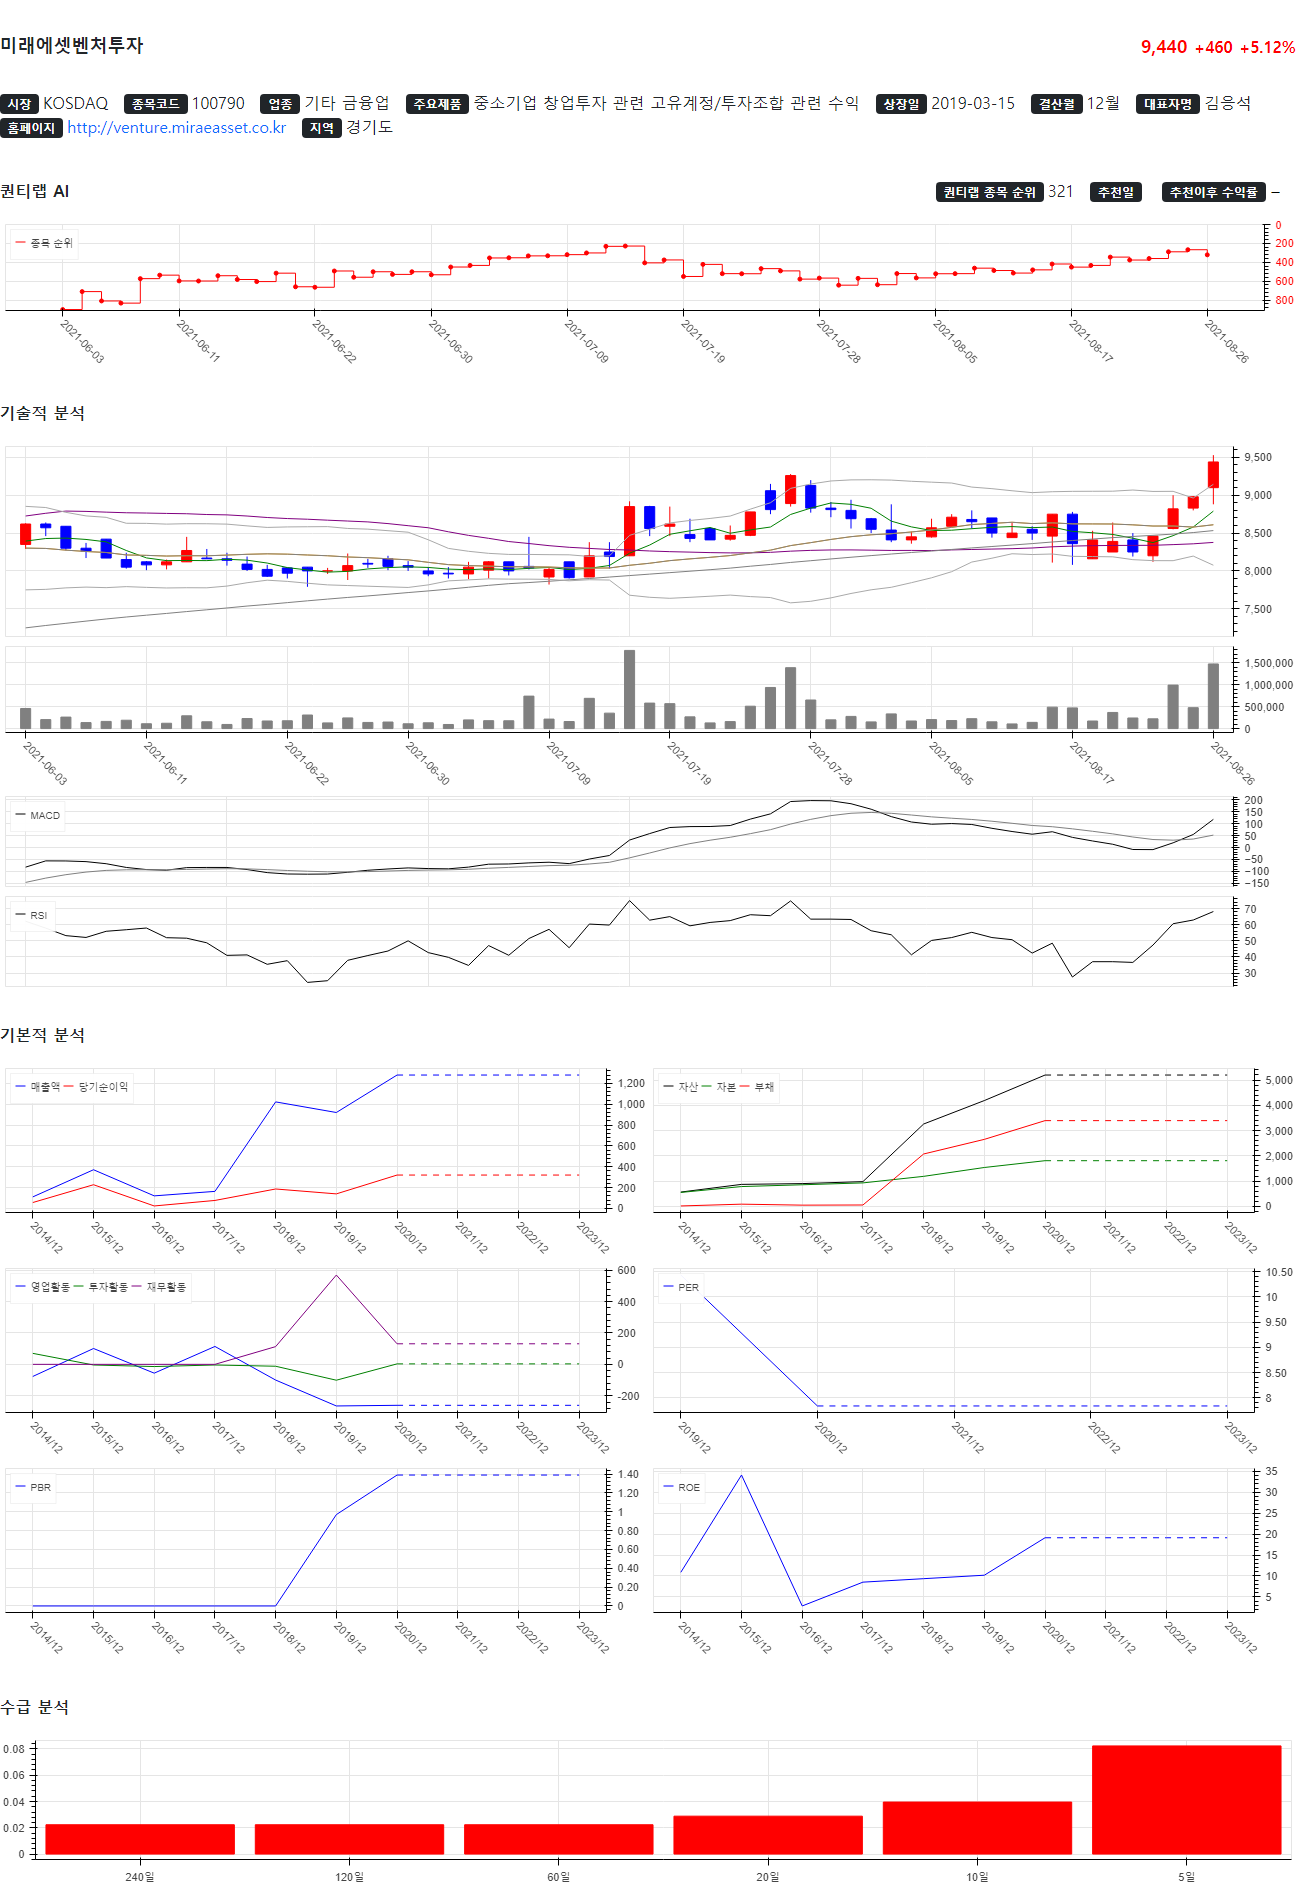 미래에셋벤처투자
9,440 +460 +5.12%
시장 KOSDAQ 종목코드 100790 업종 기타 금융업 주요제품 중소기업 창업투자 관련 고유계정/투자조합 관련 수익 상장일 2019-03-15 결산월 12월 대표자명 김응석
홈페이지 http://venture.miraeasset.co.kr 지역 경기도
퀀티랩 AI
퀀티랩 종목 순위 321 추천일 추천이후 수익률 –
종목 순위
0
200
400
600
800
2021-06-03 2021-06-11 2021-06-22 2021-06-30 2021-07-09 2021-07-19 2021-07-28 2021-08-05 2021-08-17 2021-08-26
기술적 분석
9,500
9,000
8,500
8,000
7,500
1,500,000
1,000,000
500,000
0
2021-06-03 2021-06-11 2021-06-22 2021-06-30 2021-07-09 2021-07-19 2021-07-28 2021-08-05 2021-08-17 2021-08-26
MACD
200
150
100
50
0
−50
−100
−150
RSI
70
60
50
40
30
기본적 분석
매출액 당기순이익
1,200
1,000
800
600
400
200
0
2014/12 2015/12 2016/12 2017/12 2018/12 2019/12 2020/12 2021/12 2022/12 2023/12
자산 자본 부채
5,000
4,000
3,000
2,000
1,000
0
2014/12 2015/12 2016/12 2017/12 2018/12 2019/12 2020/12 2021/12 2022/12 2023/12
영업활동 투자활동 재무활동
600
400
200
0
-200
2014/12 2015/12 2016/12 2017/12 2018/12 2019/12 2020/12 2021/12 2022/12 2023/12
PER
10.50
10
9.50
9
8.50
8
2019/12 2020/12 2021/12 2022/12 2023/12
PBR
1.40
1.20
1
0.80
0.60
0.40
0.20
0
2014/12 2015/12 2016/12 2017/12 2018/12 2019/12 2020/12 2021/12 2022/12 2023/12
ROE
35
30
25
20
15
10
5
2014/12 2015/12 2016/12 2017/12 2018/12 2019/12 2020/12 2021/12 2022/12 2023/12
수급 분석
0.08
0.06
0.04
0.02
0
240일 120일 60일 20일 10일 5일